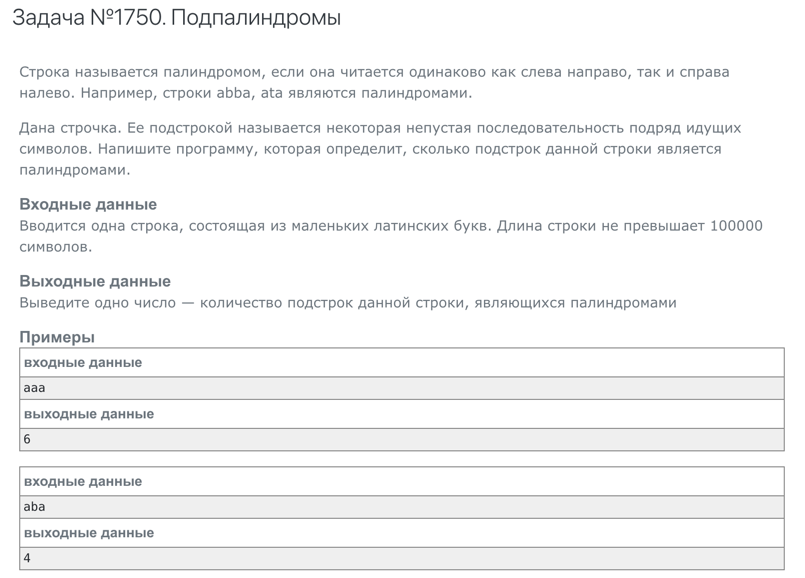 Задача №1750. Подпалиндромы
Строка называется палиндромом, если она читается одинаково как слева направо, так и справа
налево. Например, строки abba, ata являются палиндромами.
Дана строчка. Ее подстрокой называется некоторая непустая последовательность подряд идущих
символов. Напишите программу, которая определит, сколько подстрок данной строки является
палиндромами.
Входные данные
Вводится одна строка, состоящая из маленьких латинских букв. Длина строки не превышает 100000
символов.
Выходные данные
Выведите одно число — количество подстрок данной строки, являющихся палиндромами
Примеры
входные данные
aaa
выходные данные
6
входные данные
aba
выходные данные
4